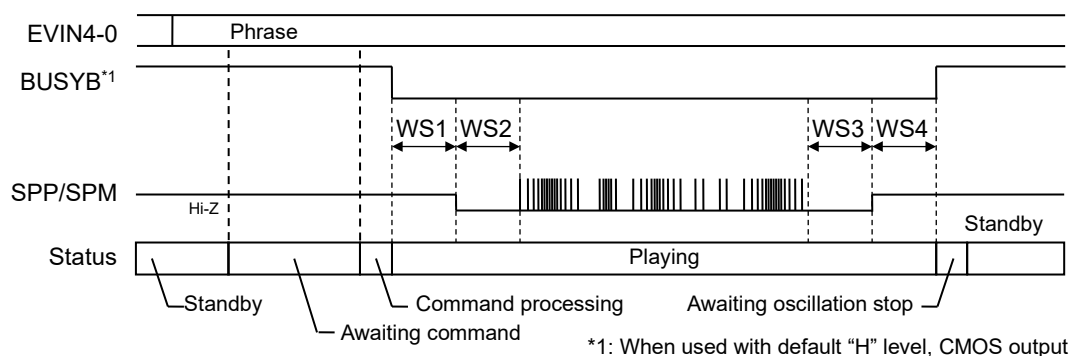 EVIN4-0 Phrase
BUSYB*1
WS1 WS2 WS3 WS4
SPP/SPM
Hi-Z
Standby
Status Playing
Standby Command processing Awaiting oscillation stop
Awaiting command
*1: When used with default “H” level, CMOS output